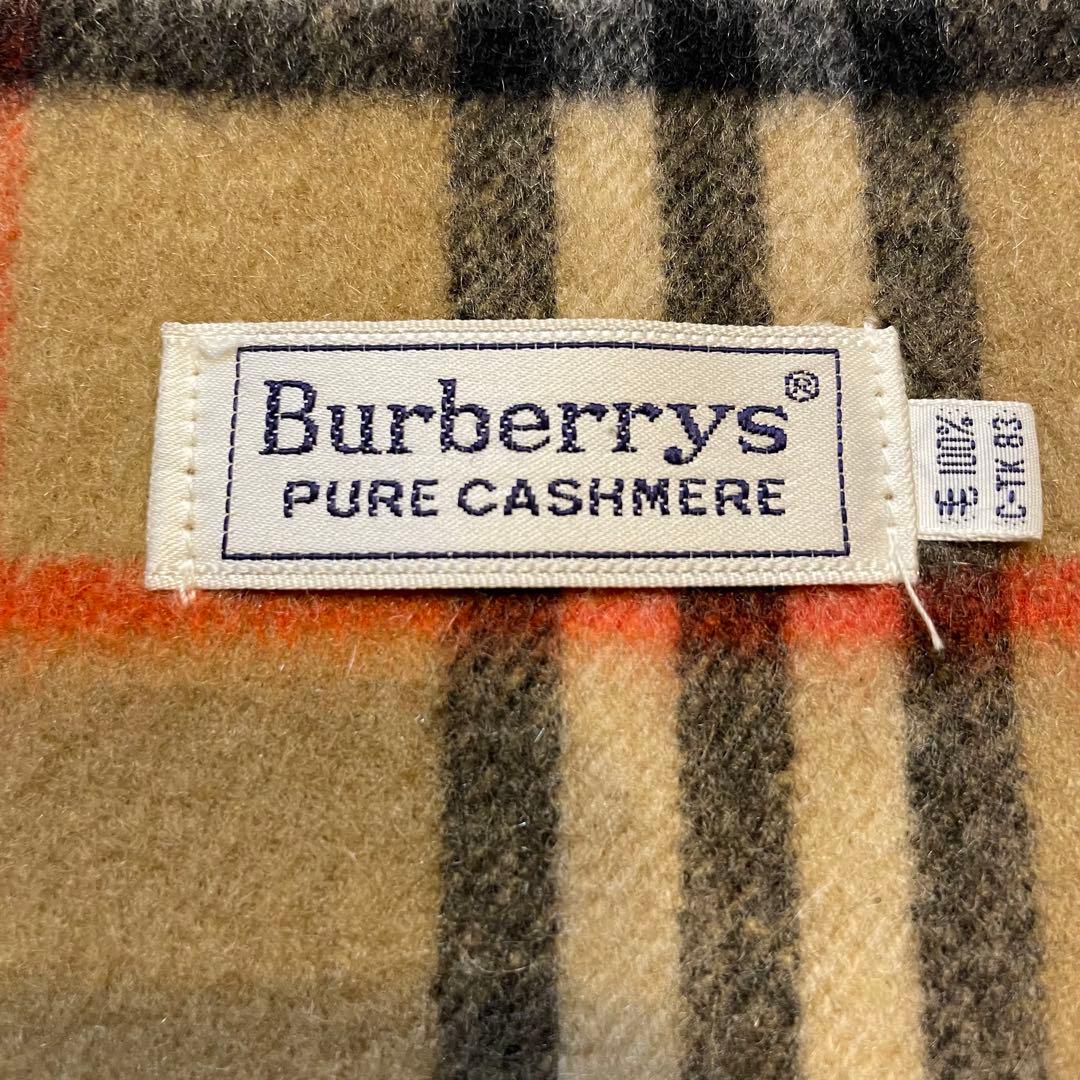 Burberrys®
PURE CASHMERE
毛 100%
C-TK 83